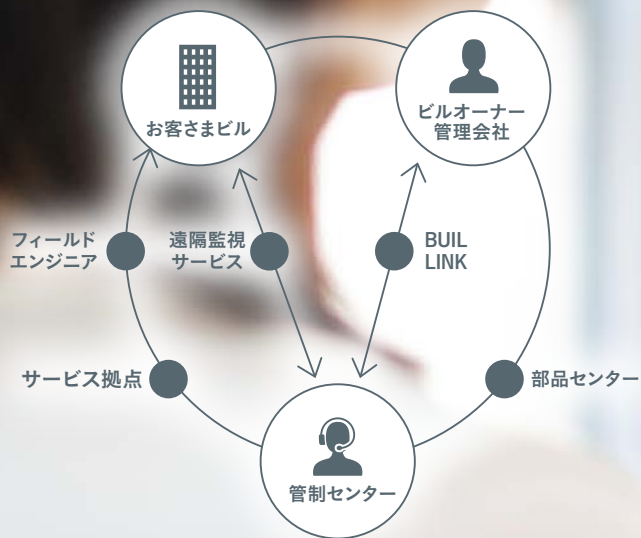 お客さまビル
ビルオーナー
管理会社
フィールド
エンジニア
遠隔監視
サービス
BUIL
LINK
サービス拠点
部品センター
管制センター